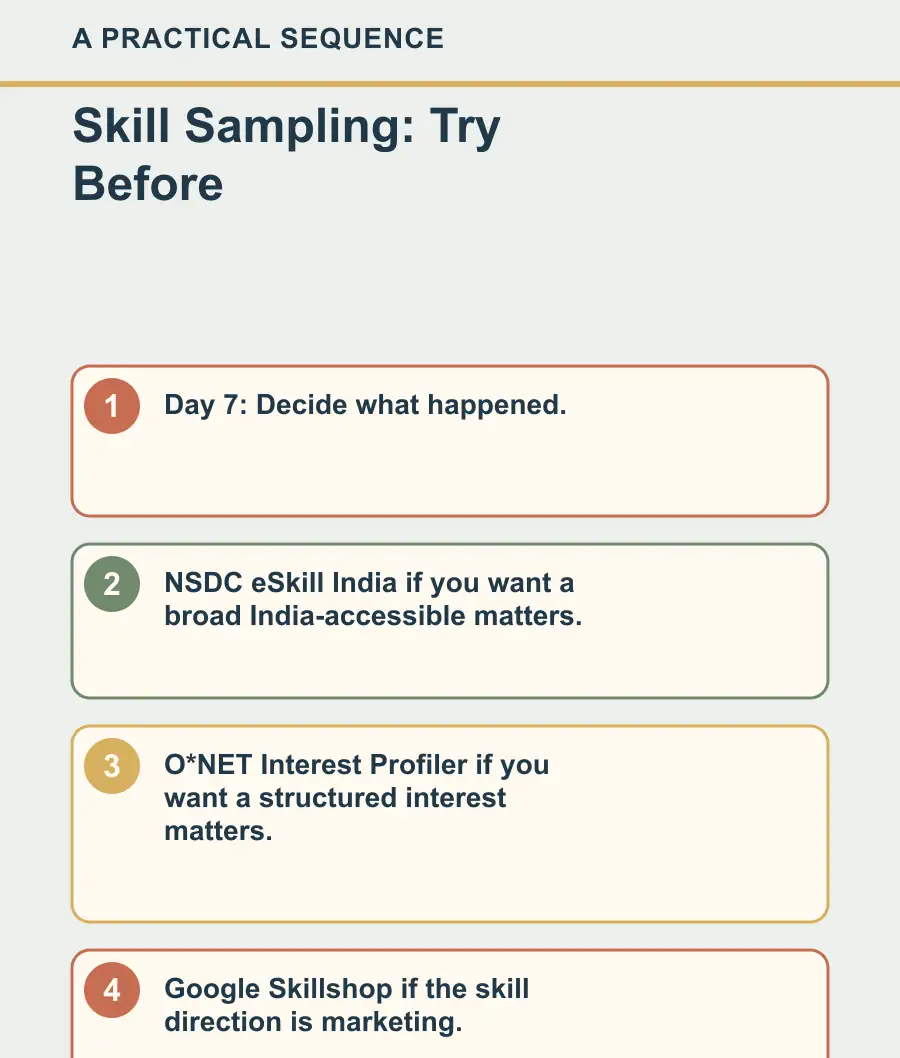 A PRACTICAL SEQUENCE
Skill Sampling: Try
Before
1
Day 7: Decide what happened.
2
NSDC eSkill India if you want a
broad India-accessible matters.
3
O*NET Interest Profiler if you
want a structured interest
matters.
4
Google Skillshop if the skill
direction is marketing.